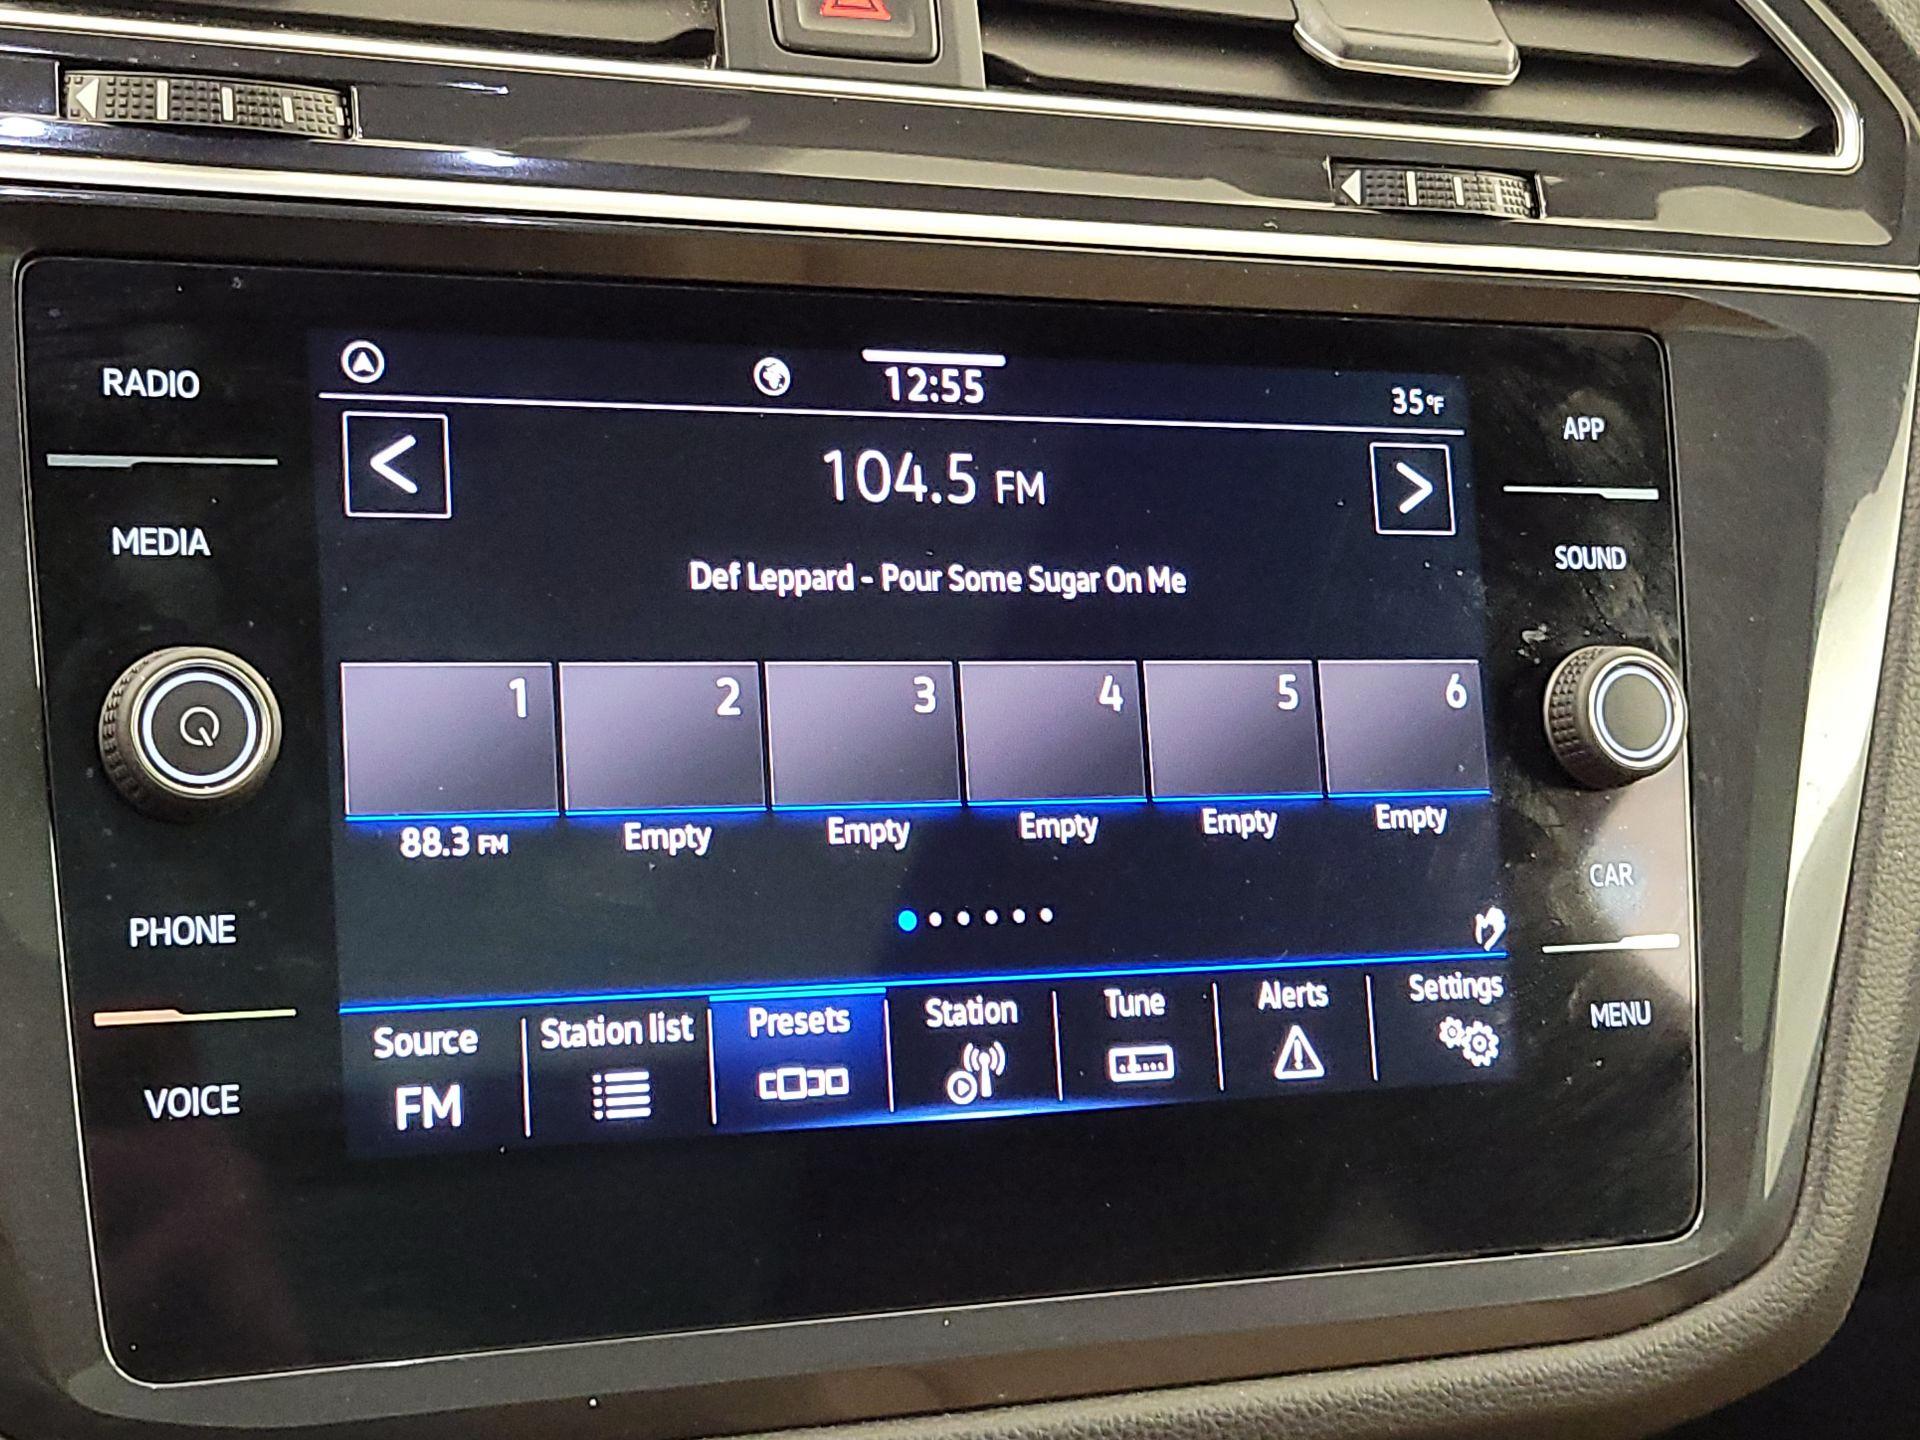 RADIO
MEDIA
PHONE
VOICE
12:55
35°F
104.5 FM
Def Leppard - Pour Some Sugar On Me
1
2
3
4
5
6
88.3 FM
Empty
Empty
Empty
Empty
Empty
Source
FM
Station list
Presets
Station
Tune
Alerts
Settings
APP
SOUND
CAR
MENU